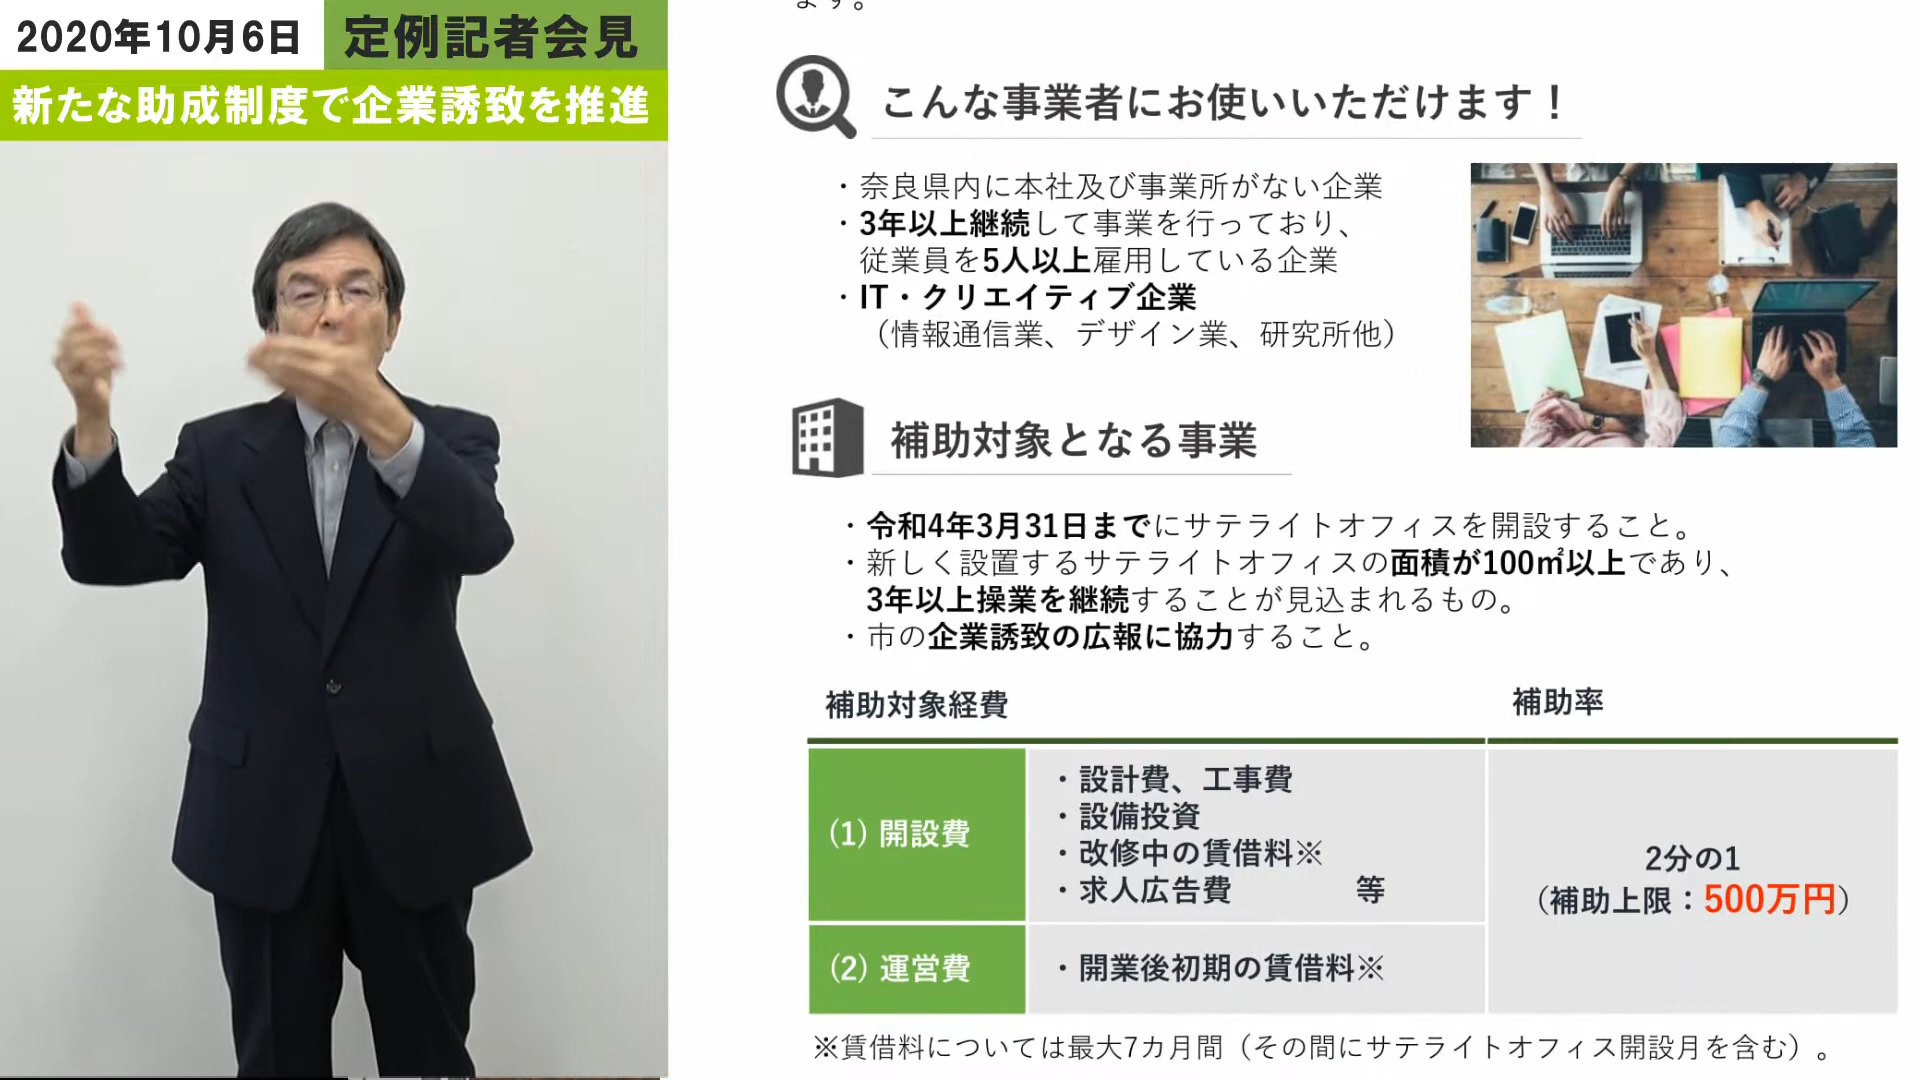 2020年10月6日 定例記者会見
新たな助成制度で企業誘致を推進
ます。
こんな事業者にお使いいただけます！
・奈良県内に本社及び事業所がない企業
・3年以上継続して事業を行っており、
従業員を5人以上雇用している企業
・IT・クリエイティブ企業
（情報通信業、デザイン業、研究所他）
補助対象となる事業
・令和4年3月31日までにサテライトオフィスを開設すること。
・新しく設置するサテライトオフィスの面積が100㎡以上であり、
3年以上操業を継続することが見込まれるもの。
・市の企業誘致の広報に協力すること。
補助対象経費 補助率
(1) 開設費
・設計費、工事費
・設備投資
・改修中の賃借料※
・求人広告費 等
(2) 運営費
・開業後初期の賃借料※
2分の1
（補助上限：500万円）
※賃借料については最大7カ月間（その間にサテライトオフィス開設月を含む）。